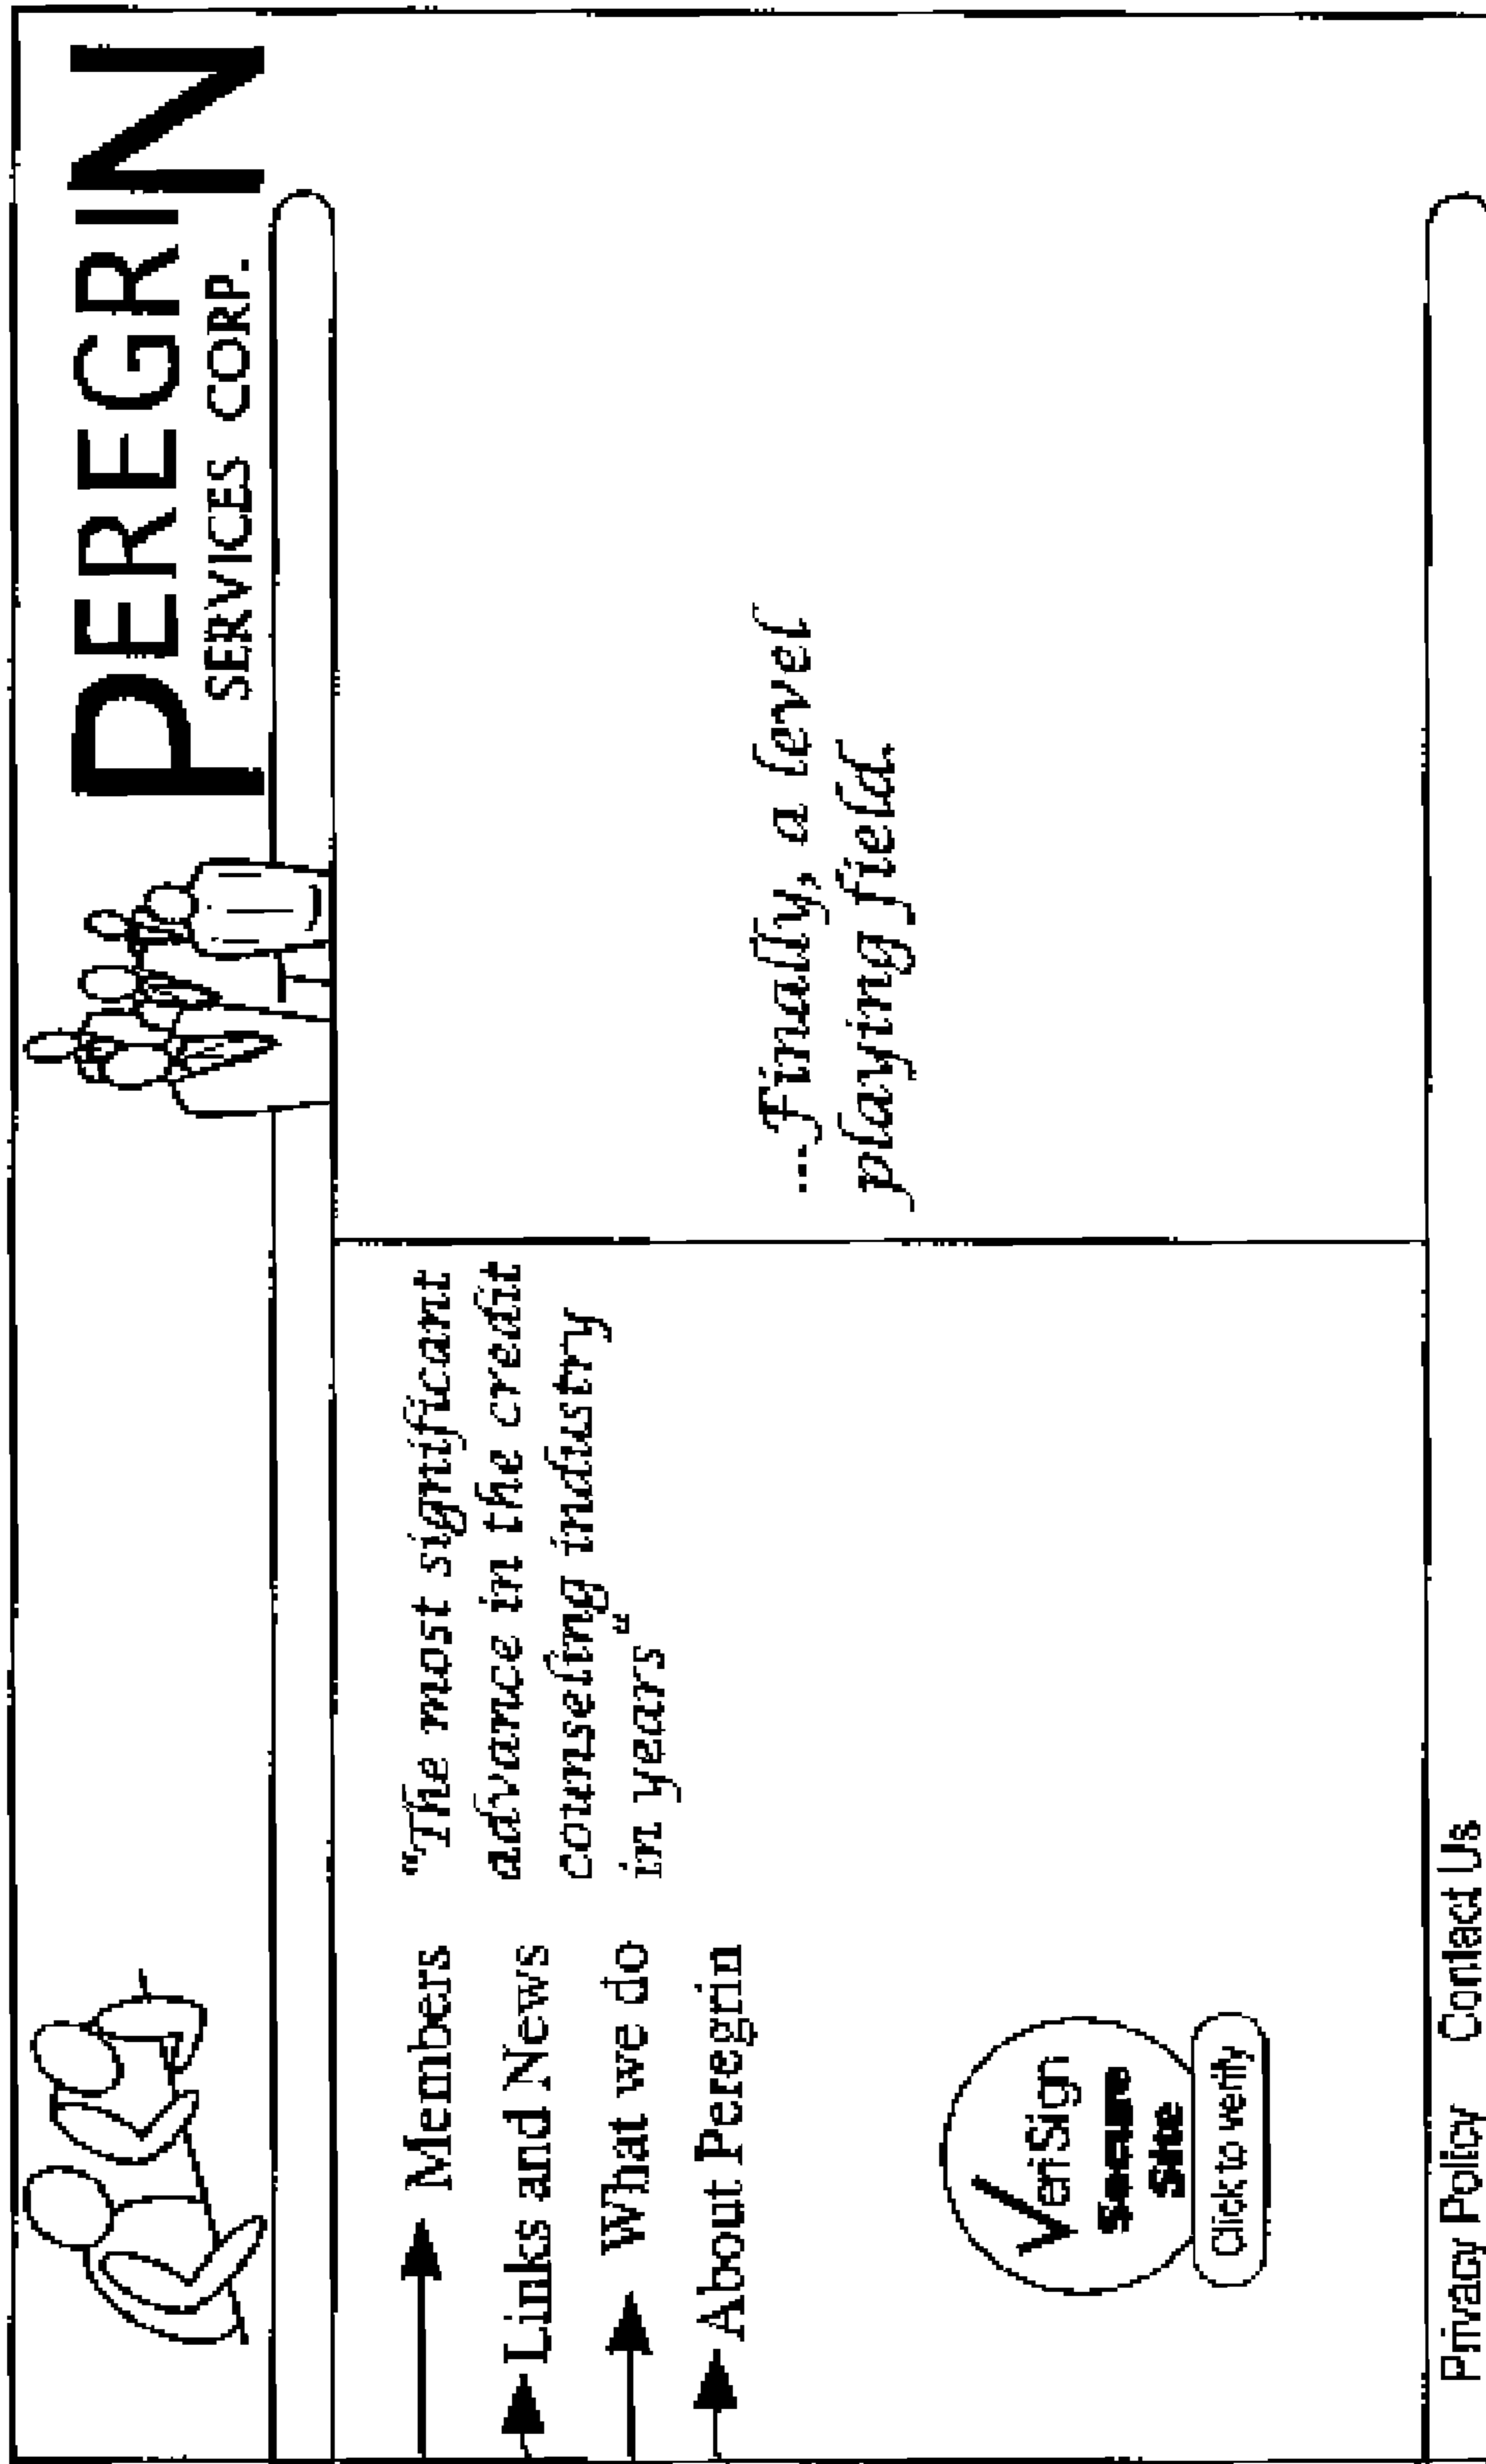 PEREGRIN
SERVICES CORP.
Members
Links and News
What we do
About Peregrin
"The most significant
advance in the credit
counseling industry
in years"
...Finally, a level
playing field.
VeriSign
Secure
Site
Click to verify
Privacy Policy
Contact Us